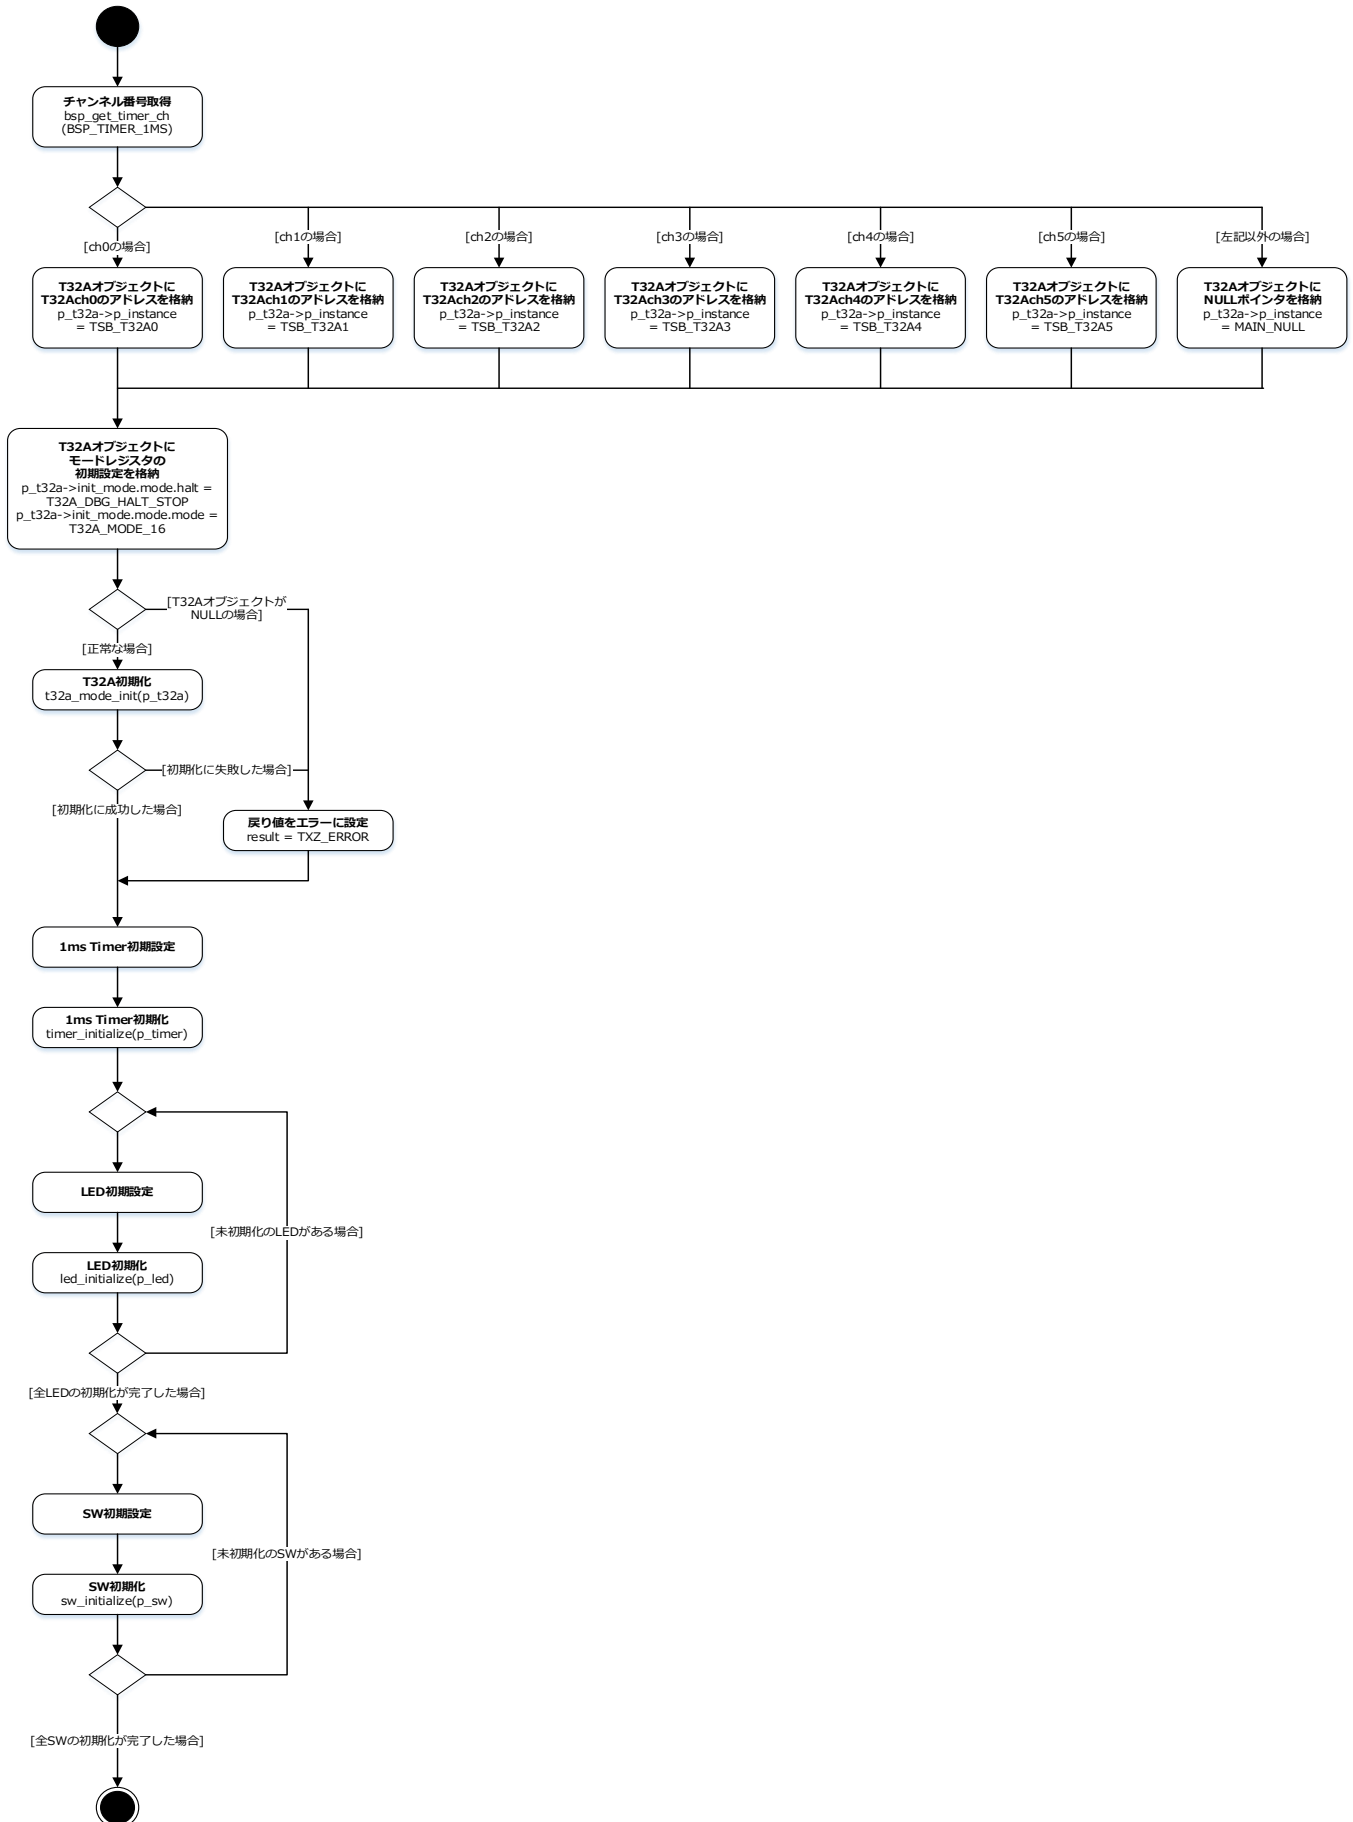 チャンネル番号取得
bsp_get_timer_ch
(BSP_TIMER_1MS)
[ch0の場合]
[ch1の場合]
[ch2の場合]
[ch3の場合]
[ch4の場合]
[ch5の場合]
[左記以外の場合]
T32Aオブジェクトに
T32Ach0のアドレスを格納
p_t32a->p_instance
= TSB_T32A0
T32Aオブジェクトに
T32Ach1のアドレスを格納
p_t32a->p_instance
= TSB_T32A1
T32Aオブジェクトに
T32Ach2のアドレスを格納
p_t32a->p_instance
= TSB_T32A2
T32Aオブジェクトに
T32Ach3のアドレスを格納
p_t32a->p_instance
= TSB_T32A3
T32Aオブジェクトに
T32Ach4のアドレスを格納
p_t32a->p_instance
= TSB_T32A4
T32Aオブジェクトに
T32Ach5のアドレスを格納
p_t32a->p_instance
= TSB_T32A5
T32Aオブジェクトに
NULLポインタを格納
p_t32a->p_instance
= MAIN_NULL
T32Aオブジェクトに
モードレジスタの
初期設定を格納
p_t32a->init_mode.mode.halt =
T32A_DBG_HALT_STOP
p_t32a->init_mode.mode.mode =
T32A_MODE_16
[T32Aオブジェクトが
NULLの場合]
[正常な場合]
T32A初期化
t32a_mode_init(p_t32a)
[初期化に失敗した場合]
[初期化に成功した場合]
戻り値をエラーに設定
result = TXZ_ERROR
1ms Timer初期設定
1ms Timer初期化
timer_initialize(p_timer)
LED初期設定
[未初期化のLEDがある場合]
LED初期化
led_initialize(p_led)
[全LEDの初期化が完了した場合]
SW初期設定
[未初期化のSWがある場合]
SW初期化
sw_initialize(p_sw)
[全SWの初期化が完了した場合]